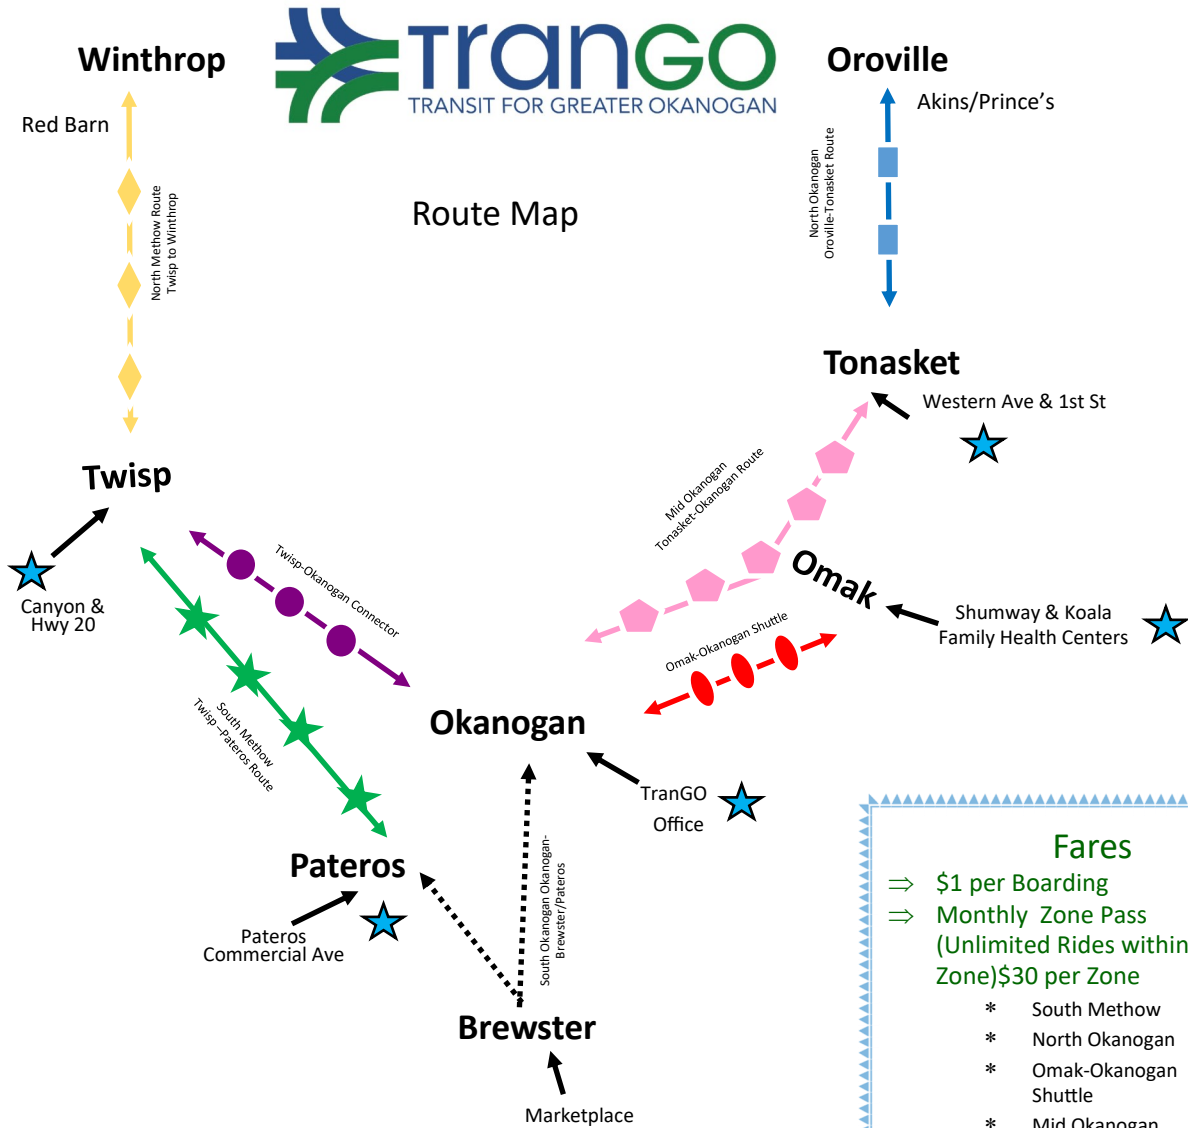 Winthrop
TranGO
TRANSIT FOR GREATER OKANOGAN
Oroville
Red Barn
Akins/Prince's
North Methow Route
Twisp to Winthrop
Route Map
North Okanogan
Oroville-Tonasket Route
Tonasket
Western Ave & 1st St
Twisp
Mid Okanogan
Tonasket-Okanogan Route
Canyon &
Hwy 20
Twisp-Okanogan Connector
Omak
Shumway & Koala
Family Health Centers
Omak-Okanogan Shuttle
South Methow
Twisp–Pateros Route
Okanogan
TranGO
Office
Pateros
Pateros
Commercial Ave
South Okanogan Okanogan-
Brewster/Pateros
Brewster
Marketplace
Fares
⇒ $1 per Boarding
⇒ Monthly Zone Pass
(Unlimited Rides within
Zone)$30 per Zone
* South Methow
* North Okanogan
* Omak-Okanogan
Shuttle
* Mid Okanogan